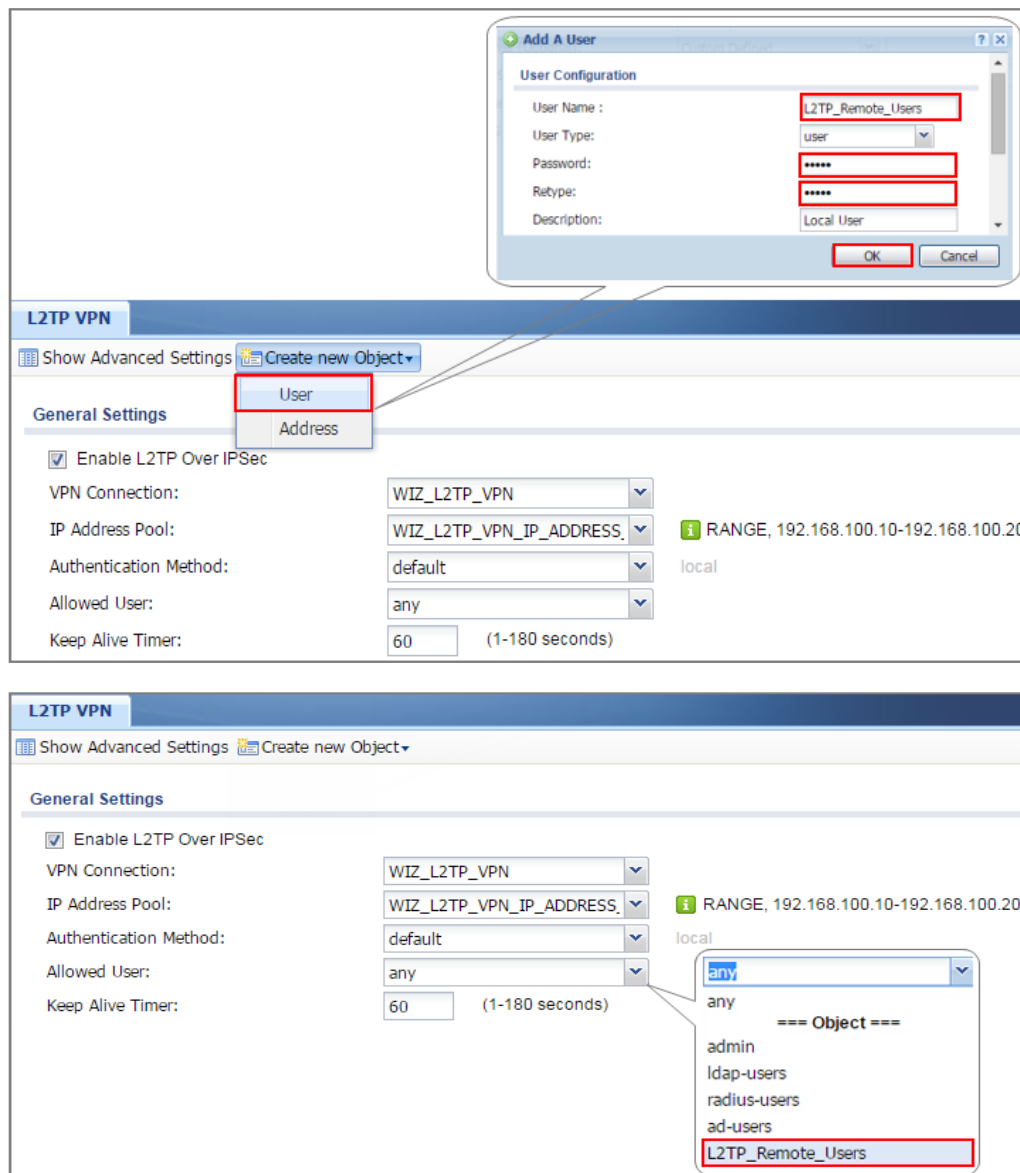 Add A User
User Configuration
User Name :
L2TP_Remote_Users
User Type:
user
Password:
•••••
Retype:
•••••
Description:
Local User
OK Cancel
L2TP VPN
Show Advanced Settings Create new Object
User
Address
General Settings
Enable L2TP Over IPSec
VPN Connection: WIZ_L2TP_VPN
IP Address Pool: WIZ_L2TP_VPN_IP_ADDRESS_ RANGE, 192.168.100.10-192.168.100.20
Authentication Method: default local
Allowed User: any
Keep Alive Timer: 60 (1-180 seconds)
L2TP VPN
Show Advanced Settings Create new Object
General Settings
Enable L2TP Over IPSec
VPN Connection: WIZ_L2TP_VPN
IP Address Pool: WIZ_L2TP_VPN_IP_ADDRESS_ RANGE, 192.168.100.10-192.168.100.20
Authentication Method: default local
Allowed User: any
Keep Alive Timer: 60 (1-180 seconds)
any
any
=== Object ===
admin
ldap-users
radius-users
ad-users
L2TP_Remote_Users